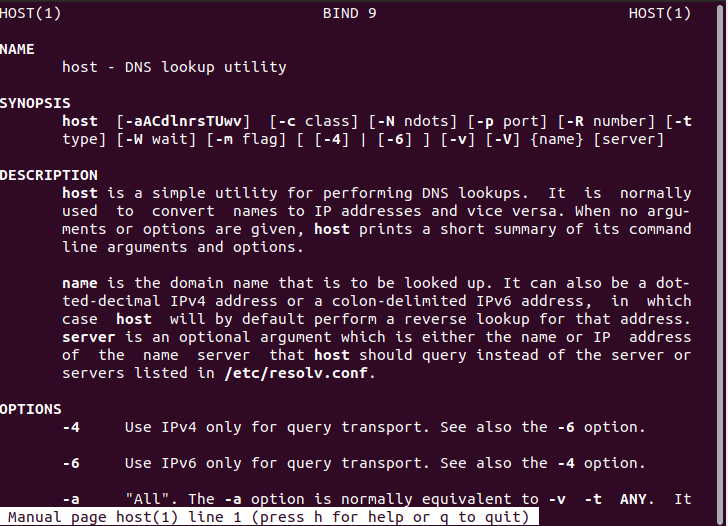 HOST(1) BIND 9 HOST(1)
NAME
host - DNS lookup utility
SYNOPSIS
host [-aACdlnrsTUwv] [-c class] [-N ndots] [-p port] [-R number] [-t
type] [-W wait] [-m flag] [ [-4] | [-6] ] [-v] [-V] {name} [server]
DESCRIPTION
host is a simple utility for performing DNS lookups. It is normally
used to convert names to IP addresses and vice versa. When no argu-
ments or options are given, host prints a short summary of its command
line arguments and options.
name is the domain name that is to be looked up. It can also be a dot-
ted-decimal IPv4 address or a colon-delimited IPv6 address, in which
case host will by default perform a reverse lookup for that address.
server is an optional argument which is either the name or IP address
of the name server that host should query instead of the server or
servers listed in /etc/resolv.conf.
OPTIONS
-4 Use IPv4 only for query transport. See also the -6 option.
-6 Use IPv6 only for query transport. See also the -4 option.
-a "All". The -a option is normally equivalent to -v -t ANY. It
Manual page host(1) line 1 (press h for help or q to quit)